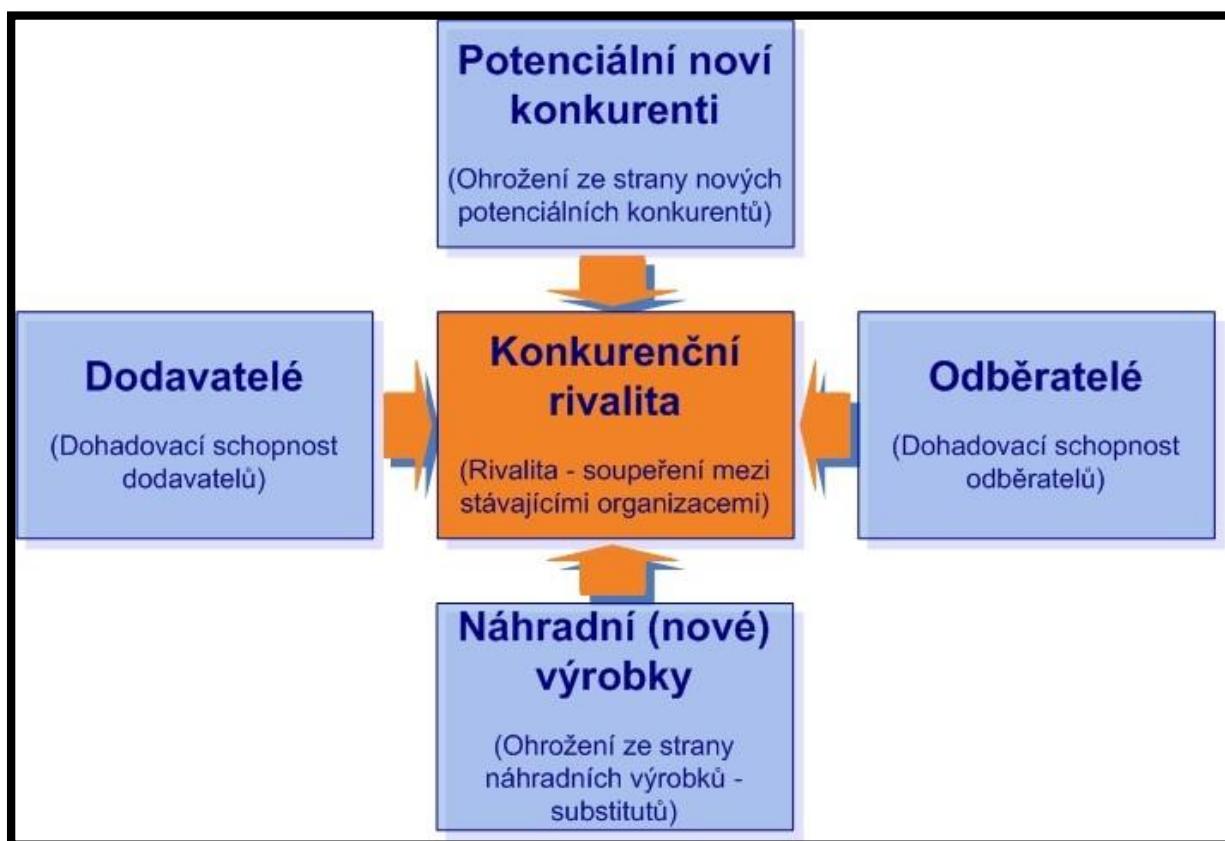 Potenciální noví
konkurenti
(Ohrožení ze strany nových
potenciálních konkurentů)
Dodavatelé
(Dohadovací schopnost
dodavatelů)
Konkurenční
rivalita
(Rivalita - soupeření mezi
stávajícími organizacemi)
Odběratelé
(Dohadovací schopnost
odběratelů)
Náhradní (nové)
výrobky
(Ohrožení ze strany
náhradních výrobků -
substitutů)